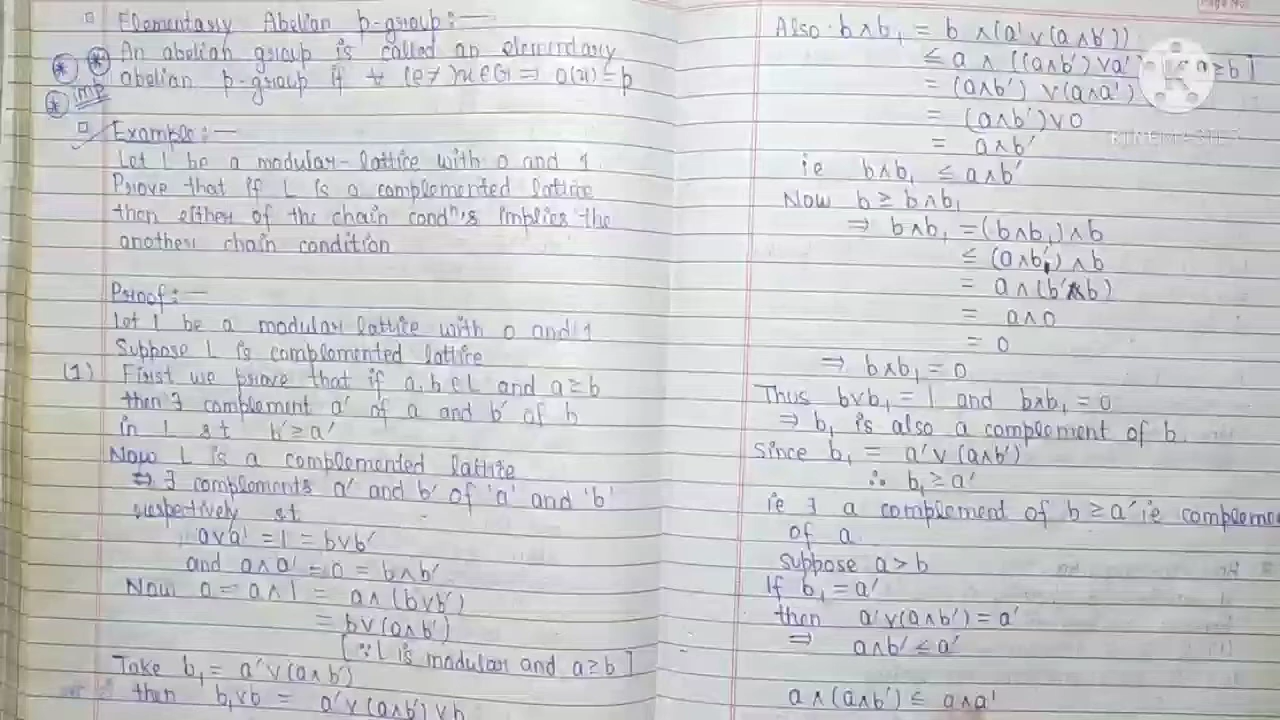 Elementary Abelian p-group:—
An abelian group is called an elementary
abelian p-group if ∀ (e≠)x∈G ⇒ o(x)=p
Imp
Example:—
Let L be a modular-lattice with 0 and 1.
Prove that if L is a complemented lattice
then either of the chain condn's implies the
another chain condition
Proof:—
Let L be a modular lattice with 0 and 1
Suppose L is complemented lattice
(1) First we prove that if a, b ∈ L and a ≥ b
then ∃ complement a' of a and b' of b
in L st b' ≥ a'
Now L is a complemented lattice
⇒ ∃ complements a' and b' of 'a' and 'b'
respectively st
a∨a' = 1 = b∨b'
and a∧a' = 0 = b∧b'
Now a = a∧1 = a∧(b∨b')
= b∨(a∧b')
[∵ L is modular and a≥b]
Take b₁ = a'∨(a∧b')
then b₁∨b = a'∨(a∧b')∨b
Also b∧b₁ = b∧(a'∨(a∧b'))
≤ a∧((a∧b')∨a') a≥b]
= (a∧b')∨(a∧a')
= (a∧b')∨0
= a∧b'
ie b∧b₁ ≤ a∧b'
Now b ≥ b∧b₁
⇒ b∧b₁ = (b∧b₁)∧b
≤ (a∧b')∧b
= a∧(b'∧b)
= a∧0
= 0
⇒ b∧b₁ = 0
Thus b∨b₁ = 1 and b∧b₁ = 0
⇒ b₁ is also a complement of b.
Since b₁ = a'∨(a∧b')
∴ b₁ ≥ a'
ie ∃ a complement of b ≥ a' ie compleme
of a.
Suppose a > b
If b₁ = a'
then a'∨(a∧b') = a'
⇒ a∧b' ≤ a'
a∧(a∧b') ≤ a∧a'